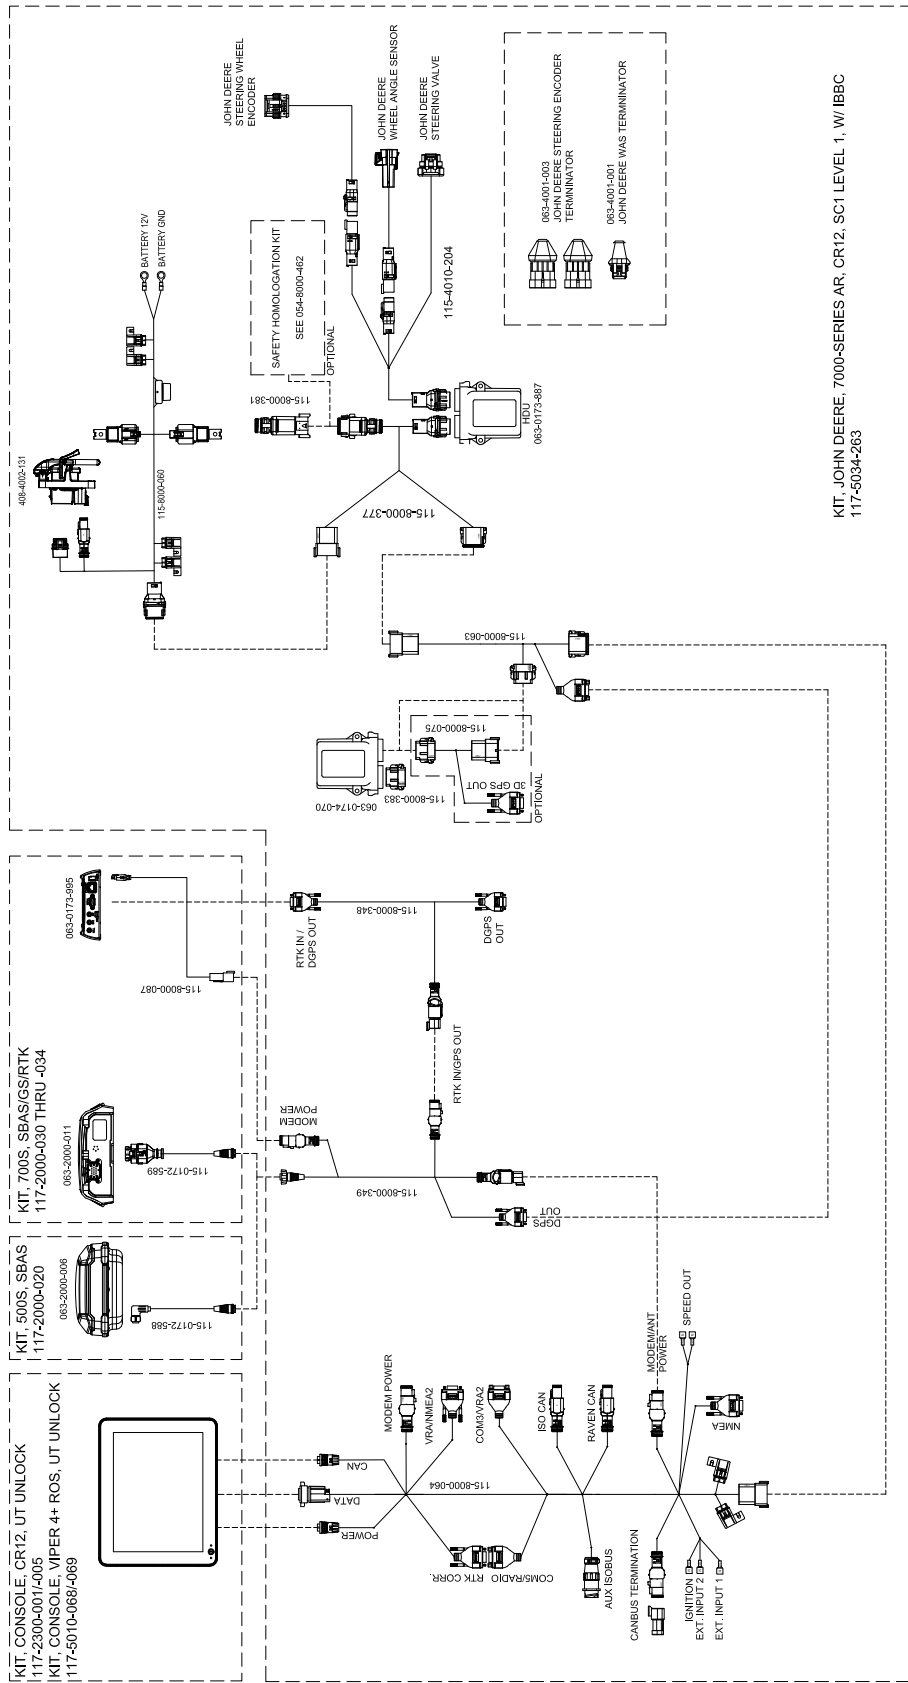 JOHN DEERE
STEERING WHEEL
ENCODER
JOHN DEERE
WHEEL ANGLE SENSOR
JOHN DEERE
STEERING VALVE
BATTERY 12V
BATTERY GND
SAFETY HOMOLOGATION KIT
SEE 054-8000-462
OPTIONAL
115-4010-204
063-4001-003
JOHN DEERE STEERING ENCODER
TERMNINATOR
063-4001-001
JOHN DEERE WAS TERMNINATOR
KIT, JOHN DEERE, 7000-SERIES AR, CR12, SC1 LEVEL 1, W/ IBBC
117-5034-263
408-4002-131
115-8000-060
115-8000-381
HDU
063-0173-887
115-8000-377
115-8000-063
063-0174-070
115-8000-383
115-8000-075
3D GPS OUT
OPTIONAL
KIT, 700S, SBAS/GS/RTK
117-2000-030 THRU -034
063-0173-995
115-8000-087
063-2000-011
115-0172-589
RTK IN /
DGPS OUT
115-8000-348
DGPS
OUT
RTK IN/GPS OUT
MODEM
POWER
115-8000-349
DGPS
OUT
KIT, 500S, SBAS
117-2000-020
063-2000-006
115-0172-588
KIT, CONSOLE, CR12, UT UNLOCK
117-2300-001/-005
KIT, CONSOLE, VIPER 4+ ROS, UT UNLOCK
117-5010-068/-069
CAN
DATA
POWER
MODEM POWER
VRA/NMEA2
COM3/VRA2
ISO CAN
RAVEN CAN
MODEM/ANT
POWER
SPEED OUT
NMEA
115-8000-064
RTK CORR.
COM5/RADIO
AUX ISOBUS
CANBUS TERMINATION
IGNITION
EXT. INPUT 2
EXT. INPUT 1